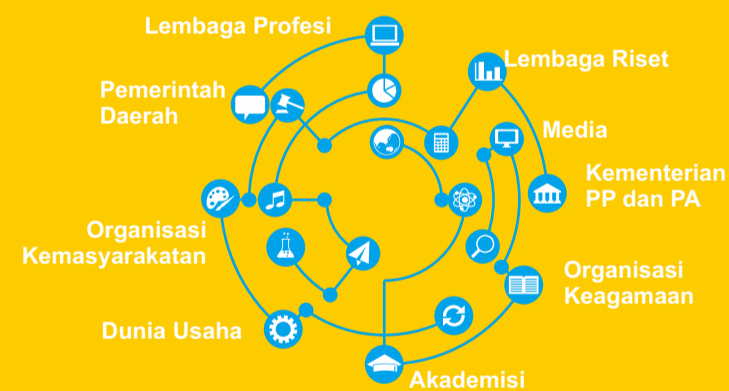 Lembaga Profesi
Lembaga Riset
Pemerintah
Daerah
Media
Kementerian
PP dan PA
Organisasi
Kemasyarakatan
Organisasi
Keagamaan
Dunia Usaha
Akademisi